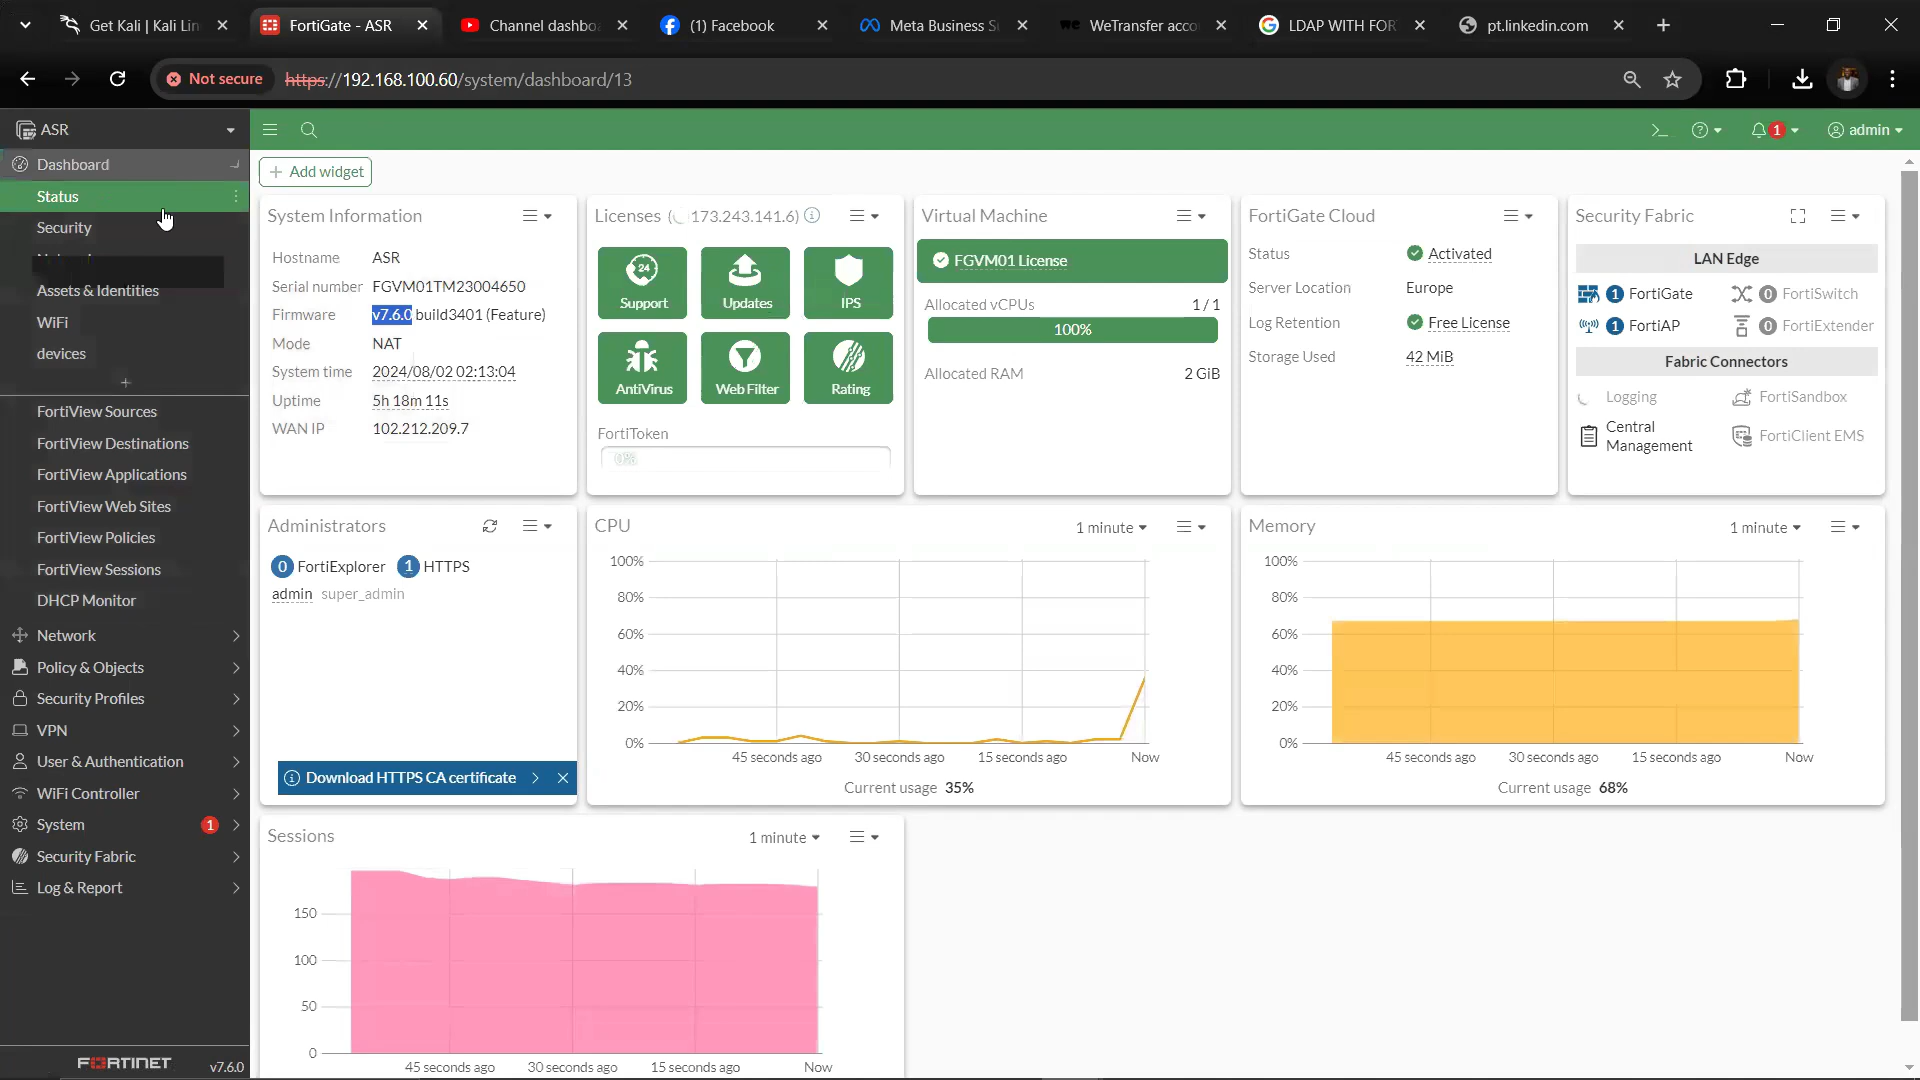 Get Kali | Kali Lin
FortiGate - ASR
Channel dashbo
(1) Facebook
Meta Business S
WeTransfer acco
LDAP WITH FOR
pt.linkedin.com
Not secure
https://192.168.100.60/system/dashboard/13
ASR
1
admin
Dashboard
Status
Security
Assets & Identities
WiFi
devices
FortiView Sources
FortiView Destinations
FortiView Applications
FortiView Web Sites
FortiView Policies
FortiView Sessions
DHCP Monitor
Network
Policy & Objects
Security Profiles
VPN
User & Authentication
WiFi Controller
System 1
Security Fabric
Log & Report
FORTINET v7.6.0
+ Add widget
System Information
Hostname ASR
Serial number FGVM01TM23004650
Firmware v7.6.0 build3401 (Feature)
Mode NAT
System time 2024/08/02 02:13:04
Uptime 5h 18m 11s
WAN IP 102.212.209.7
Licenses ( 173.243.141.6)
24
Support
Updates
IPS
AntiVirus
Web Filter
Rating
FortiToken
0%
Virtual Machine
FGVM01 License
Allocated vCPUs 1 / 1
100%
Allocated RAM 2 GiB
FortiGate Cloud
Status Activated
Server Location Europe
Log Retention Free License
Storage Used 42 MiB
Security Fabric
LAN Edge
1 FortiGate
0 FortiSwitch
1 FortiAP
0 FortiExtender
Fabric Connectors
Logging
FortiSandbox
Central
Management
FortiClient EMS
Administrators
0 FortiExplorer 1 HTTPS
admin super_admin
Download HTTPS CA certificate
CPU
1 minute
100%
80%
60%
40%
20%
0%
45 seconds ago 30 seconds ago 15 seconds ago Now
Current usage 35%
Memory
1 minute
100%
80%
60%
40%
20%
0%
45 seconds ago 30 seconds ago 15 seconds ago Now
Current usage 68%
Sessions
1 minute
150
100
50
0
45 seconds ago 30 seconds ago 15 seconds ago Now